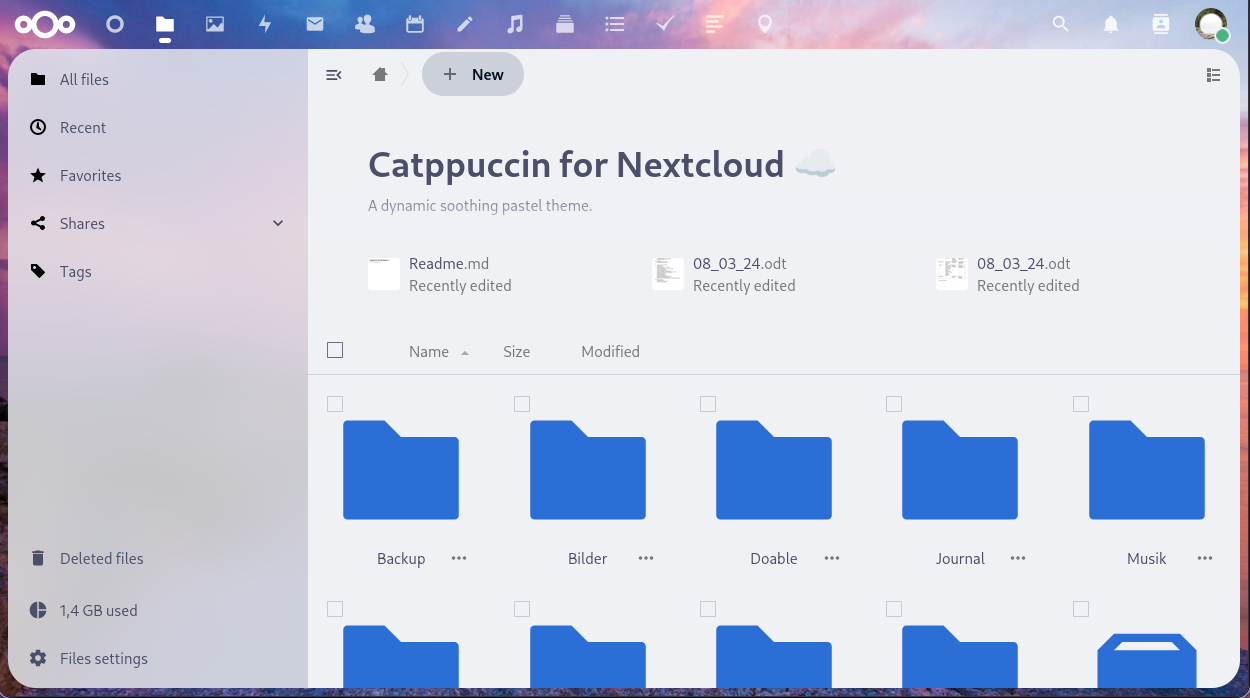 All files
Recent
Favorites
Shares
Tags
Deleted files
1,4 GB used
Files settings
New
Catppuccin for Nextcloud ☁️
A dynamic soothing pastel theme.
Readme.md
Recently edited
08_03_24.odt
Recently edited
08_03_24.odt
Recently edited
Name Size Modified
Backup Bilder Doable Journal Musik